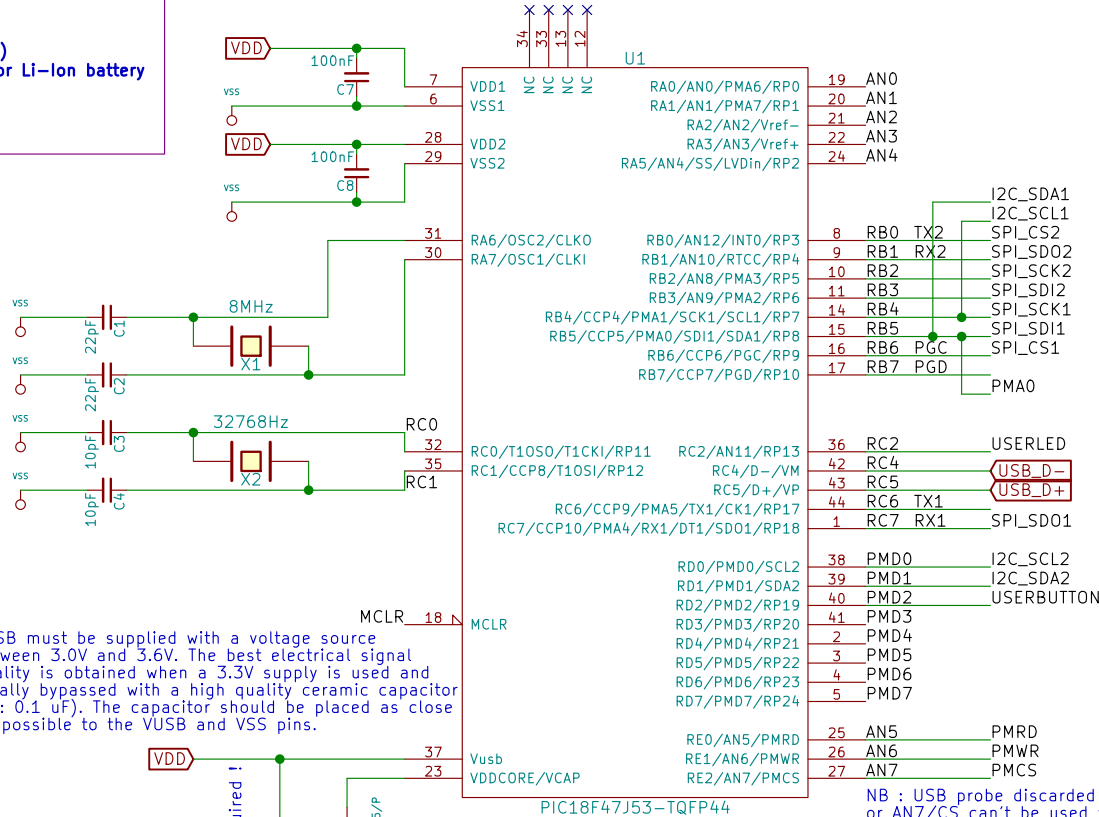 )
or Li-Ion battery
34
33
13
12
NC
NC
NC
NC
U1
VDD
100nF
C7
VSS
VDD
100nF
C8
VSS
7 VDD1
6 VSS1
28 VDD2
29 VSS2
31 RA6/OSC2/CLKO
30 RA7/OSC1/CLKI
RA0/AN0/PMA6/RP0 19 AN0
RA1/AN1/PMA7/RP1 20 AN1
RA2/AN2/Vref- 21 AN2
RA3/AN3/Vref+ 22 AN3
RA5/AN4/SS/LVDin/RP2 24 AN4
I2C_SDA1
I2C_SCL1
RB0/AN12/INT0/RP3 8 RB0 TX2 SPI_CS2
RB1/AN10/RTCC/RP4 9 RB1 RX2 SPI_SDO2
RB2/AN8/PMA3/RP5 10 RB2 SPI_SCK2
RB3/AN9/PMA2/RP6 11 RB3 SPI_SDI2
RB4/CCP4/PMA1/SCK1/SCL1/RP7 14 RB4 SPI_SCK1
RB5/CCP5/PMA0/SDI1/SDA1/RP8 15 RB5 SPI_SDI1
RB6/CCP6/PGC/RP9 16 RB6 PGC SPI_CS1
RB7/CCP7/PGD/RP10 17 RB7 PGD
PMA0
VSS
22pF
C1
8MHz
X1
VSS
22pF
C2
VSS
10pF
C3
32768Hz
X2
VSS
10pF
C4
RC0
32 RC0/T1OSO/T1CKI/RP11
35 RC1/CCP8/T1OSI/RP12
RC1
RC2/AN11/RP13 36 RC2 USERLED
RC4/D-/VM 42 RC4 USB_D-
RC5/D+/VP 43 RC5 USB_D+
RC6/CCP9/PMA5/TX1/CK1/RP17 44 RC6 TX1
RC7/CCP10/PMA4/RX1/DT1/SDO1/RP18 1 RC7 RX1 SPI_SDO1
RD0/PMD0/SCL2 38 PMD0 I2C_SCL2
RD1/PMD1/SDA2 39 PMD1 I2C_SDA2
RD2/PMD2/RP19 40 PMD2 USERBUTTON
RD3/PMD3/RP20 41 PMD3
RD4/PMD4/RP21 2 PMD4
RD5/PMD5/RP22 3 PMD5
RD6/PMD6/RP23 4 PMD6
RD7/PMD7/RP24 5 PMD7
MCLR 18 MCLR
SB must be supplied with a voltage source
ween 3.0V and 3.6V. The best electrical signal
ality is obtained when a 3.3V supply is used and
ally bypassed with a high quality ceramic capacitor
: 0.1 uF). The capacitor should be placed as close
possible to the VUSB and VSS pins.
VDD
37 Vusb
23 VDDCORE/VCAP
uired !
5/P
RE0/AN5/PMRD 25 AN5 PMRD
RE1/AN6/PMWR 26 AN6 PMWR
RE2/AN7/PMCS 27 AN7 PMCS
PIC18F47J53-TQFP44
NB : USB probe discarded
or AN7/CS can't be used